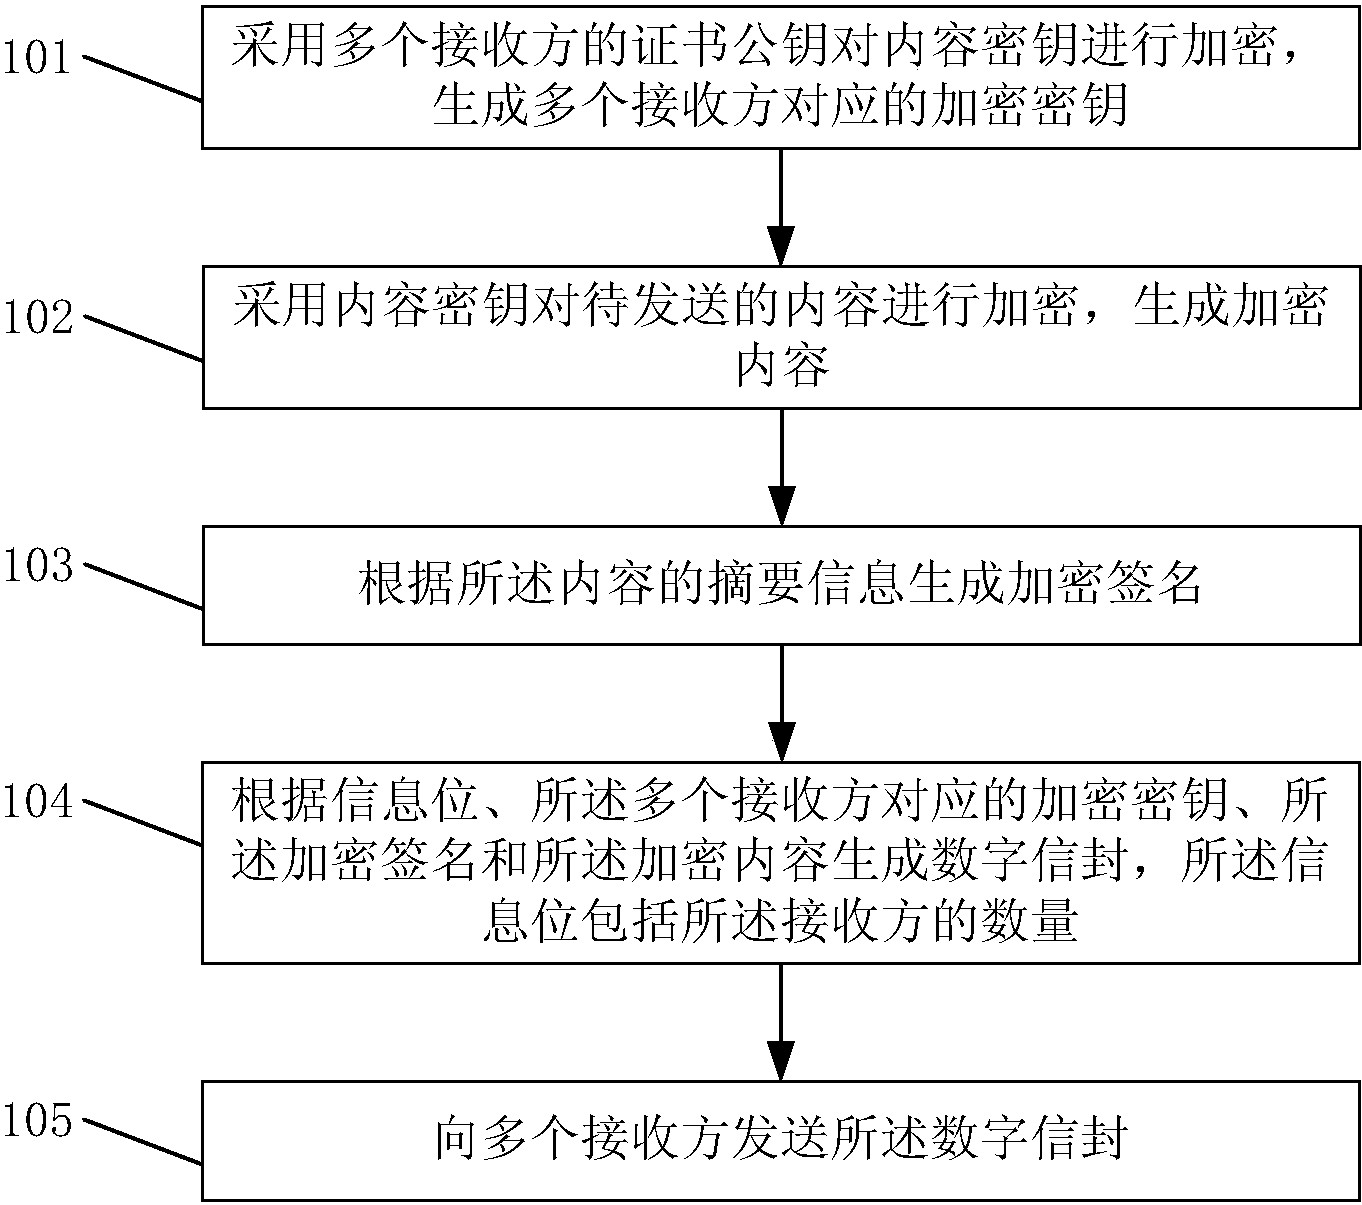 101
采用多个接收方的证书公钥对内容密钥进行加密，
生成多个接收方对应的加密密钥
102
采用内容密钥对待发送的内容进行加密，生成加密
内容
103
根据所述内容的摘要信息生成加密签名
104
根据信息位、所述多个接收方对应的加密密钥、所
述加密签名和所述加密内容生成数字信封，所述信
息位包括所述接收方的数量
105
向多个接收方发送所述数字信封